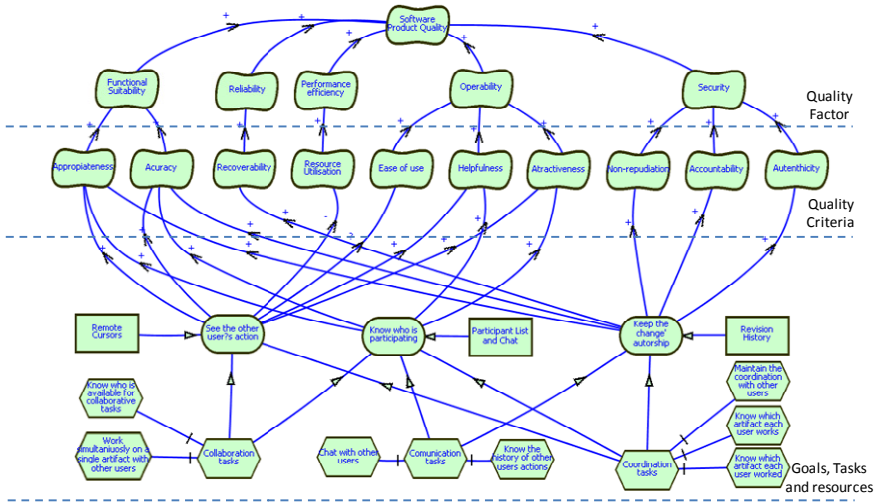 Software
Product Quality
+
+
+
+
+
Functional
Suitability
Reliability
Performance
efficiency
Operability
Security
Quality
Factor
+
+
+
+
+
+
+
+
+
+
Appropiateness
Acuracy
Recoverability
Resource
Utilisation
Ease of use
Helpfulness
Atractiveness
Non-repudiation
Accountability
Autenthicity
Quality
Criteria
+
+
+
+
-
?
+
+
+
+
+
+
+
+
+
+
+
Remote
Cursors
See the other
user?s action
Know who is
participating
Participant List
and Chat
Keep the
change'
autorship
Revision
History
Know who is
available for
collaborative
tasks
Work
simultaniuosly on a
single artifact with
other users
Collaboration
tasks
Chat with other
users
Comunication
tasks
Know the
history of other
users actions
Coordination
tasks
Maintain the
coordination
with other
users
Know which
artifact each
user works
Know which
artifact each
user worked
Goals, Tasks
and resources